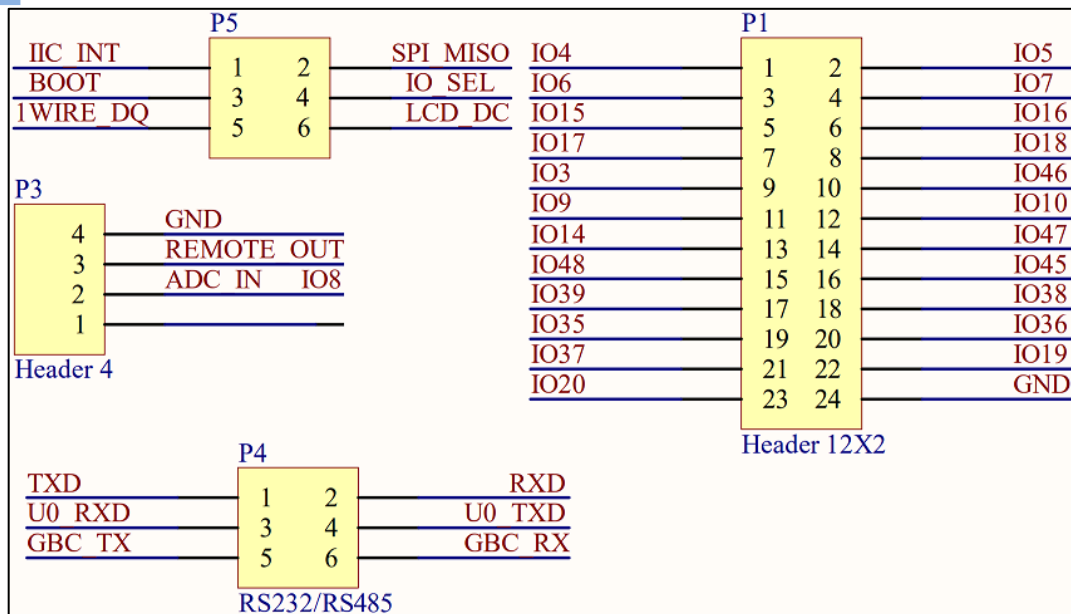 P5
IIC_INT 1 2 SPI_MISO
BOOT 3 4 IO_SEL
1WIRE_DQ 5 6 LCD_DC
P3
4 GND
3 REMOTE_OUT
2 ADC_IN IO8
1
Header 4
P1
IO4 1 2 IO5
IO6 3 4 IO7
IO15 5 6 IO16
IO17 7 8 IO18
IO3 9 10 IO46
IO9 11 12 IO10
IO14 13 14 IO47
IO48 15 16 IO45
IO39 17 18 IO38
IO35 19 20 IO36
IO37 21 22 IO19
IO20 23 24 GND
Header 12X2
P4
TXD 1 2 RXD
U0_RXD 3 4 U0_TXD
GBC_TX 5 6 GBC_RX
RS232/RS485